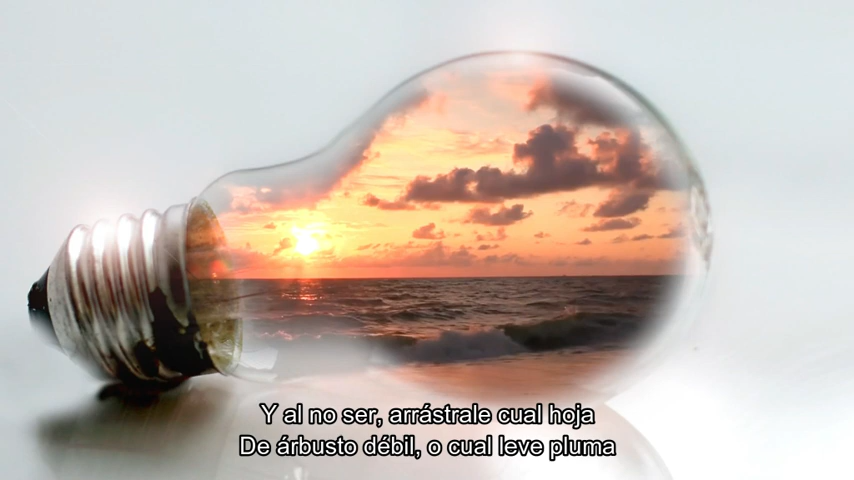 Y al no ser, arrástrale cual hoja
De árbusto débil, o cual leve pluma